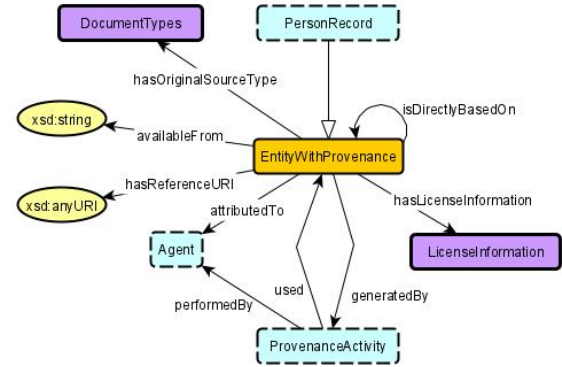 DocumentTypes
PersonRecord
hasOriginalSourceType
isDirectlyBasedOn
xsd:string
availableFrom
EntityWithProvenance
hasReferenceURI
xsd:anyURI
attributedTo
hasLicenseInformation
Agent
LicenseInformation
used
generatedBy
performedBy
ProvenanceActivity